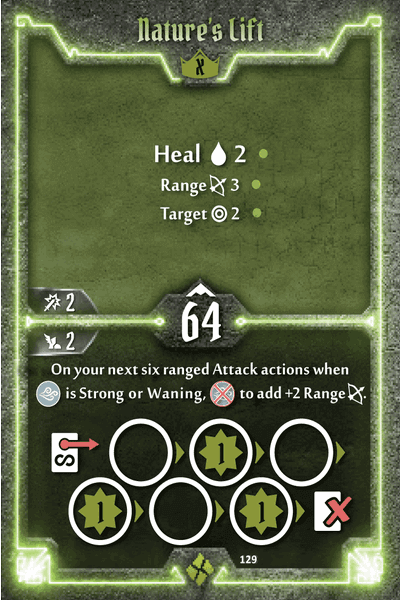 Nature's Lift
X
Heal 2
Range 3
Target 2
2
64
2
On your next six ranged Attack actions when
is Strong or Waning, to add +2 Range.
S
1
1
1
129